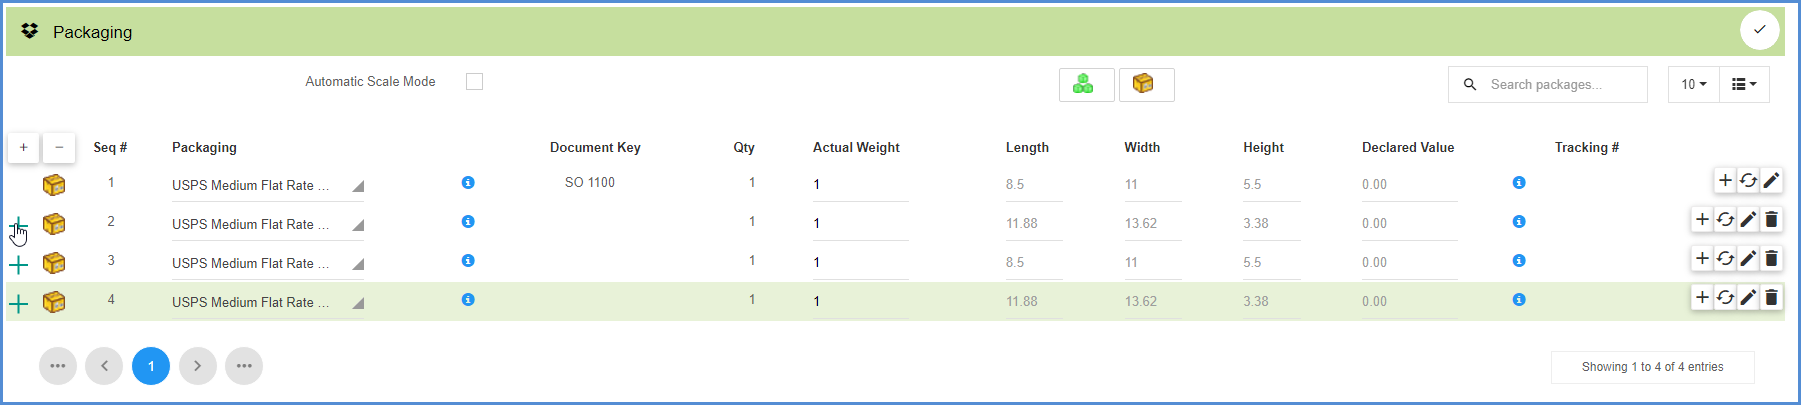 Packaging
Automatic Scale Mode
Search packages...
10
Seq # Packaging Document Key Qty Actual Weight Length Width Height Declared Value Tracking #
1 USPS Medium Flat Rate ... SO 1100 1 1 8.5 11 5.5 0.00
2 USPS Medium Flat Rate ... 1 1 11.88 13.62 3.38 0.00
3 USPS Medium Flat Rate ... 1 1 8.5 11 5.5 0.00
4 USPS Medium Flat Rate ... 1 1 11.88 13.62 3.38 0.00
1
Showing 1 to 4 of 4 entries